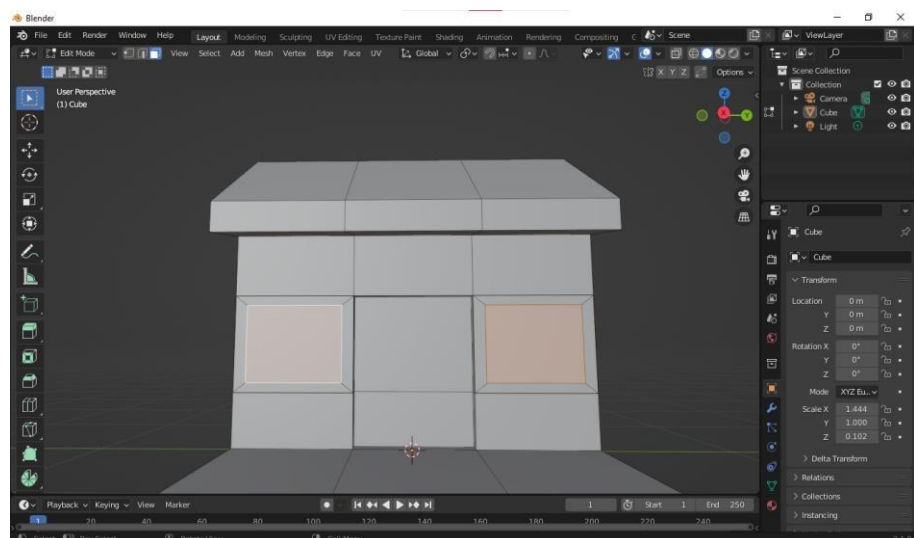 Blender
File Edit Render Window Help Layout Modeling Sculpting UV Editing Texture Paint Shading Animation Rendering Compositing Scene ViewLayer
Edit Mode View Select Add Mesh Vertex Edge Face UV Global
X Y Z Options
User Perspective
(1) Cube
Z
X
Y
Scene Collection
Collection
Camera
Cube
Light
Cube
Cube
Transform
Location 0 m
Y 0 m
Z 0 m
Rotation X 0°
Y 0°
Z 0°
Mode XYZ Eu...
Scale X 1.444
Y 1.000
Z 0.102
Delta Transform
Relations
Collections
Instancing
Playback Keying View Marker 1 Start 1 End 250
1 20 40 60 80 100 120 140 160 180 200 220 240